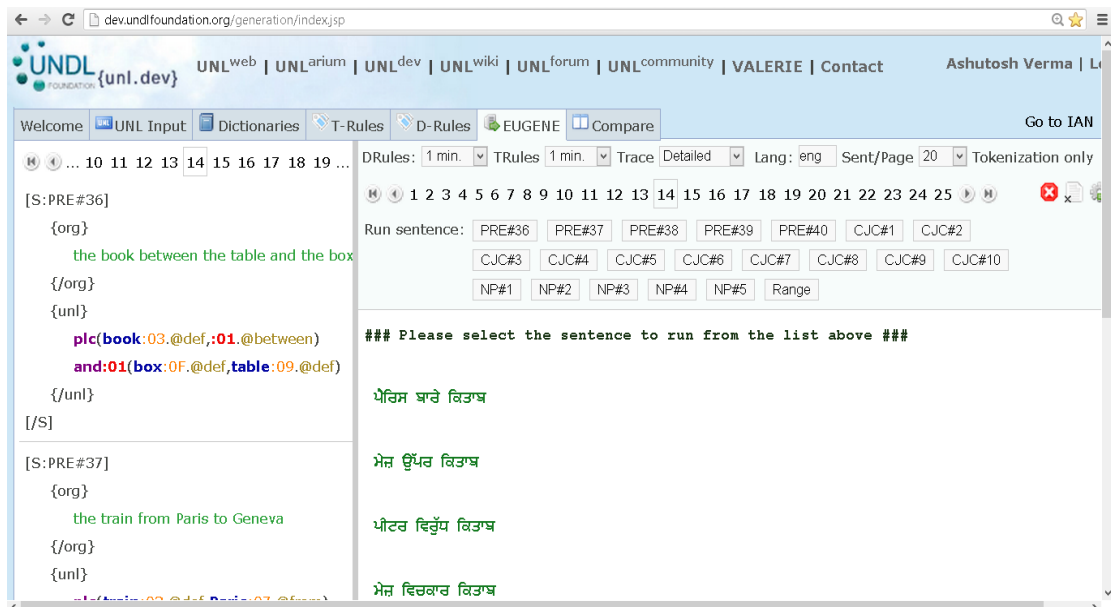 dev.undlfoundation.org/generation/index.jsp
UNDL FOUNDATION {unl.dev} UNLweb | UNLarium | UNLdev | UNLwiki | UNLforum | UNLcommunity | VALERIE | Contact Ashutosh Verma |
Welcome UNL Input Dictionaries T-Rules D-Rules EUGENE Compare Go to IAN
... 10 11 12 13 14 15 16 17 18 19 ...
[S:PRE#36]
{org}
the book between the table and the box
{/org}
{unl}
plc(book:03.@def,:01.@between)
and:01(box:0F.@def,table:09.@def)
{/unl}
[/S]
[S:PRE#37]
{org}
the train from Paris to Geneva
{/org}
{unl}
DRules: 1 min. TRules 1 min. Trace Detailed Lang: eng Sent/Page 20 Tokenization only
1 2 3 4 5 6 7 8 9 10 11 12 13 14 15 16 17 18 19 20 21 22 23 24 25
Run sentence: PRE#36 PRE#37 PRE#38 PRE#39 PRE#40 CJC#1 CJC#2
CJC#3 CJC#4 CJC#5 CJC#6 CJC#7 CJC#8 CJC#9 CJC#10
NP#1 NP#2 NP#3 NP#4 NP#5 Range
### Please select the sentence to run from the list above ###
ਪੈਰਿਸ ਬਾਰੇ ਕਿਤਾਬ
ਮੇਜ਼ ਉੱਪਰ ਕਿਤਾਬ
ਪੀਟਰ ਵਿਰੁੱਧ ਕਿਤਾਬ
ਮੇਜ਼ ਵਿਚਕਾਰ ਕਿਤਾਬ